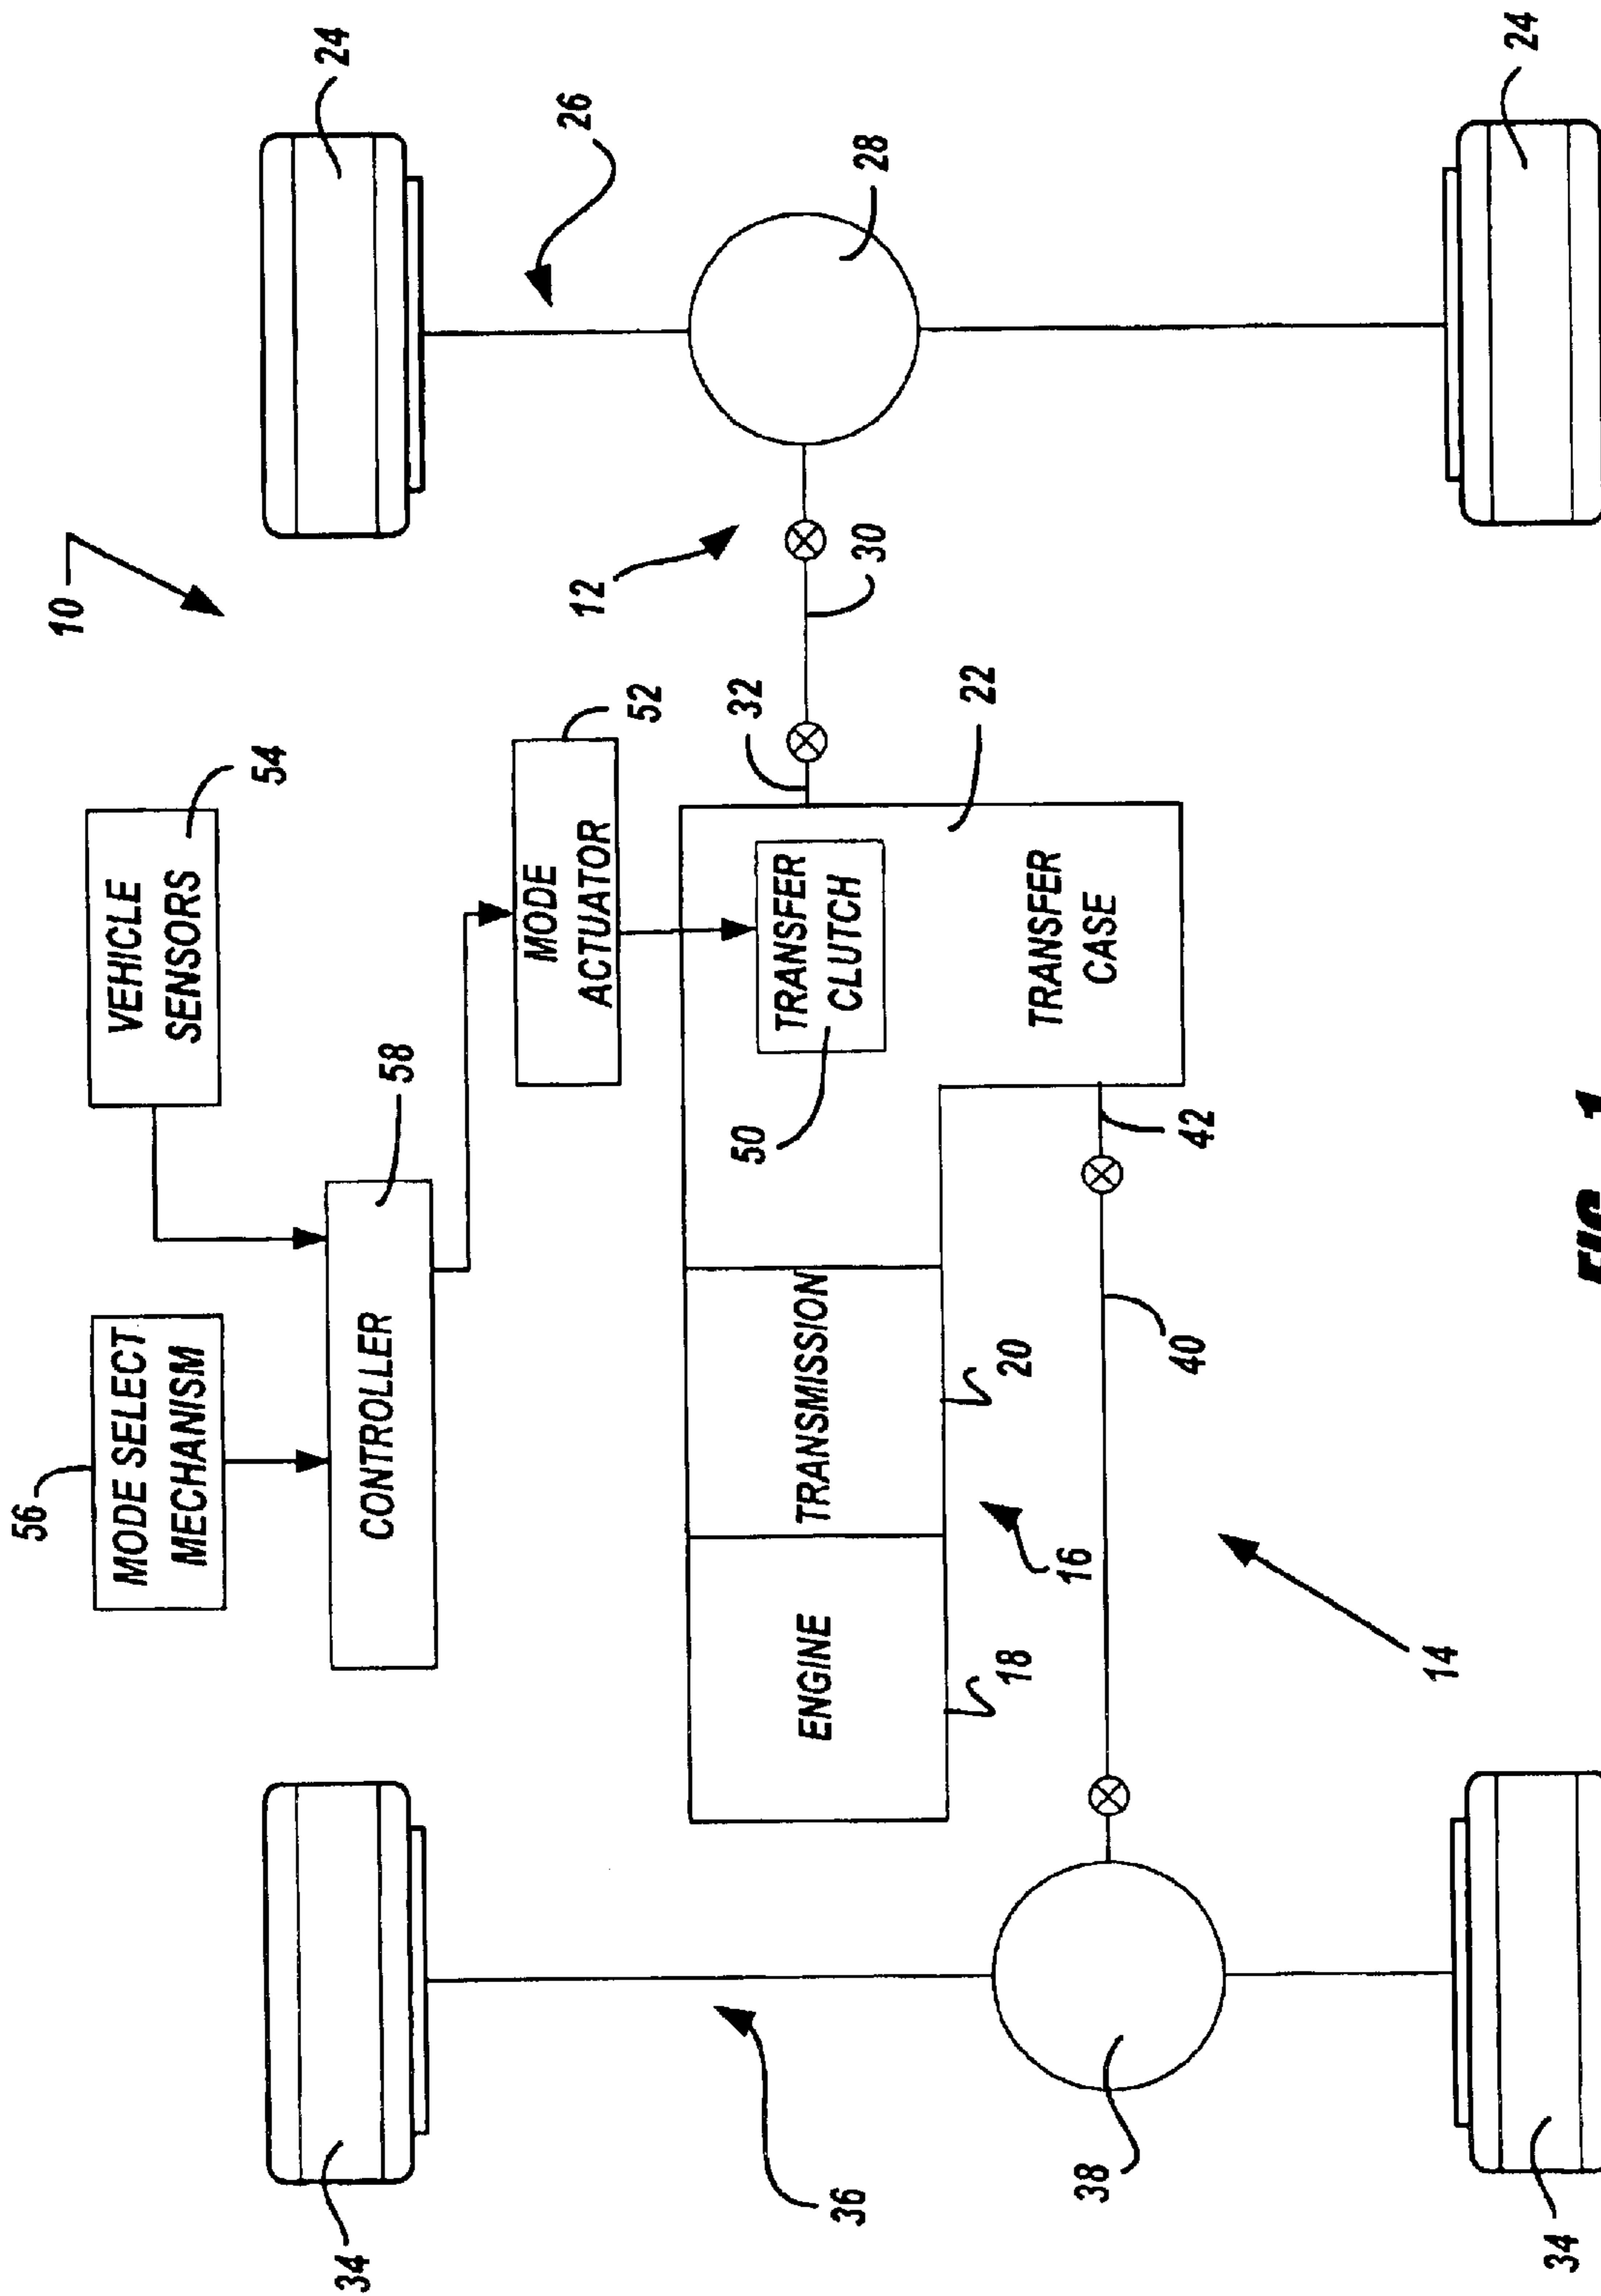 56
10
MODE SELECT
MECHANISM
VEHICLE
SENSORS
54
34
24
CONTROLLER
58
26
MODE
ACTUATOR
52
12
32
50
TRANSFER
CLUTCH
ENGINE
TRANSMISSION
36
30
28
22
18
20
16
TRANSFER
CASE
38
40
42
14
34
24
FIG. 1